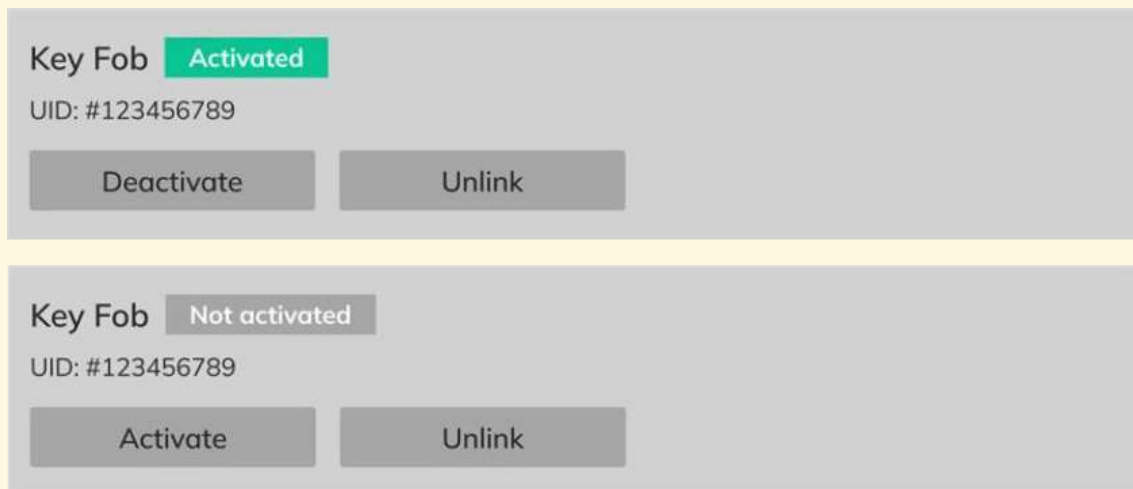 Key Fob Activated
UID: #123456789
Deactivate Unlink
Key Fob Not activated
UID: #123456789
Activate Unlink